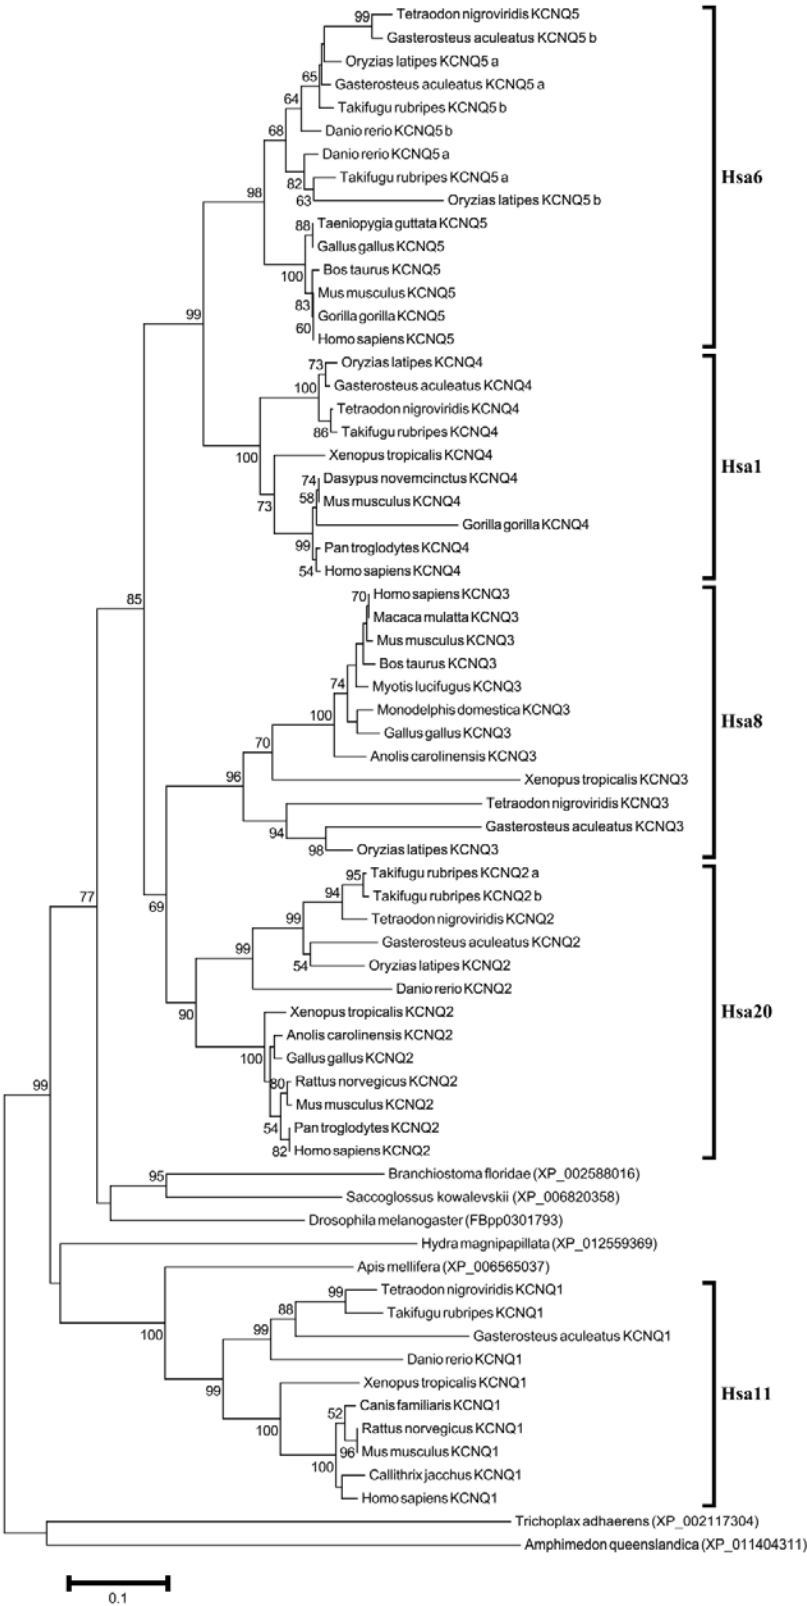 99
Tetraodon nigroviridis KCNQ5
Gasterosteus aculeatus KCNQ5 b
Oryzias latipes KCNQ5 a
65
Gasterosteus aculeatus KCNQ5 a
64
Takifugu rubripes KCNQ5 b
68
Danio rerio KCNQ5 b
Danio rerio KCNQ5 a
82
Takifugu rubripes KCNQ5 a
Hsa6
98
63
Oryzias latipes KCNQ5 b
88
Taeniopygia guttata KCNQ5
Gallus gallus KCNQ5
100
Bos taurus KCNQ5
Mus musculus KCNQ5
83
Gorilla gorilla KCNQ5
99
60
Homo sapiens KCNQ5
73
Oryzias latipes KCNQ4
100
Gasterosteus aculeatus KCNQ4
Tetraodon nigroviridis KCNQ4
86
Takifugu rubripes KCNQ4
100
Xenopus tropicalis KCNQ4
Hsa1
74
Dasypus novemcinctus KCNQ4
58
Mus musculus KCNQ4
73
Gorilla gorilla KCNQ4
99
Pan troglodytes KCNQ4
54
Homo sapiens KCNQ4
85
70
Homo sapiens KCNQ3
Macaca mulatta KCNQ3
Mus musculus KCNQ3
Bos taurus KCNQ3
74
Myotis lucifugus KCNQ3
Monodelphis domestica KCNQ3
100
Hsa8
Gallus gallus KCNQ3
70
Anolis carolinensis KCNQ3
96
Xenopus tropicalis KCNQ3
Tetraodon nigroviridis KCNQ3
94
Gasterosteus aculeatus KCNQ3
98
Oryzias latipes KCNQ3
95
Takifugu rubripes KCNQ2 a
77
94
Takifugu rubripes KCNQ2 b
69
99
Tetraodon nigroviridis KCNQ2
99
Gasterosteus aculeatus KCNQ2
54
Oryzias latipes KCNQ2
Danio rerio KCNQ2
90
Xenopus tropicalis KCNQ2
Hsa20
Anolis carolinensis KCNQ2
100
Gallus gallus KCNQ2
99
80
Rattus norvegicus KCNQ2
Mus musculus KCNQ2
54
Pan troglodytes KCNQ2
82
Homo sapiens KCNQ2
95
Branchiostoma floridae (XP_002588016)
Saccoglossus kowalevskii (XP_006820358)
Drosophila melanogaster (FBpp0301793)
Hydra magnipapillata (XP_012559369)
Apis mellifera (XP_006565037)
99
Tetraodon nigroviridis KCNQ1
88
Takifugu rubripes KCNQ1
100
99
Gasterosteus aculeatus KCNQ1
Danio rerio KCNQ1
99
Xenopus tropicalis KCNQ1
Hsa11
52
Canis familiaris KCNQ1
100
Rattus norvegicus KCNQ1
96
Mus musculus KCNQ1
100
Callithrix jacchus KCNQ1
Homo sapiens KCNQ1
Trichoplax adhaerens (XP_002117304)
Amphimedon queenslandica (XP_011404311)
0.1